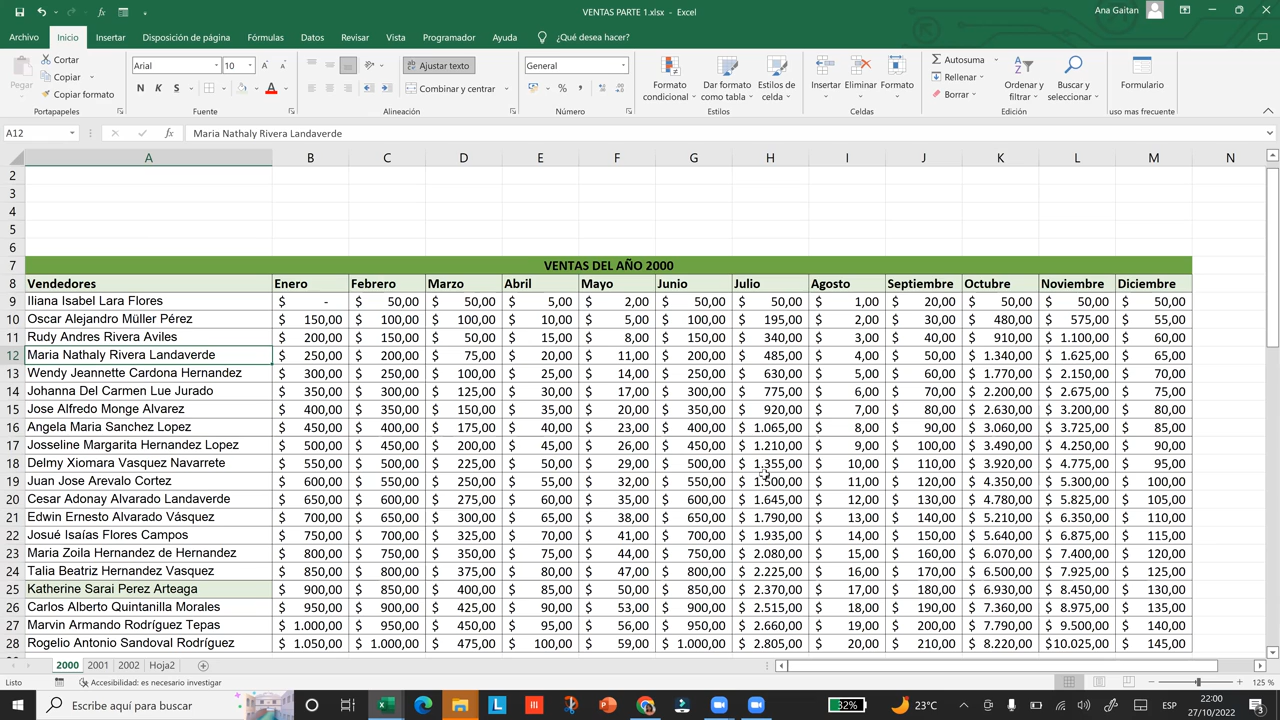 VENTAS PARTE 1.xlsx - Excel
Ana Gaitan
Archivo Inicio Insertar Disposición de página Fórmulas Datos Revisar Vista Programador Ayuda ¿Qué desea hacer?
Pegar
Cortar
Copiar
Copiar formato
Portapapeles
Arial 10
N K S
Fuente
Ajustar texto
Combinar y centrar
Alineación
General
% 
Número
Formato condicional
Dar formato como tabla
Estilos de celda
Estilos
Insertar Eliminar Formato
Celdas
Autosuma
Rellenar
Borrar
Ordenar y filtrar
Buscar y seleccionar
Edición
Formulario
uso mas frecuente
A12 fx Maria Nathaly Rivera Landaverde
A B C D E F G H I J K L M N
2
3
4
5
6
7 VENTAS DEL AÑO 2000
8 Vendedores Enero Febrero Marzo Abril Mayo Junio Julio Agosto Septiembre Octubre Noviembre Diciembre
9 Iliana Isabel Lara Flores $ - $ 50,00 $ 50,00 $ 5,00 $ 2,00 $ 50,00 $ 50,00 $ 1,00 $ 20,00 $ 50,00 $ 50,00 $ 50,00
10 Oscar Alejandro Müller Pérez $ 150,00 $ 100,00 $ 100,00 $ 10,00 $ 5,00 $ 100,00 $ 195,00 $ 2,00 $ 30,00 $ 480,00 $ 575,00 $ 55,00
11 Rudy Andres Rivera Aviles $ 200,00 $ 150,00 $ 50,00 $ 15,00 $ 8,00 $ 150,00 $ 340,00 $ 3,00 $ 40,00 $ 910,00 $ 1.100,00 $ 60,00
12 Maria Nathaly Rivera Landaverde $ 250,00 $ 200,00 $ 75,00 $ 20,00 $ 11,00 $ 200,00 $ 485,00 $ 4,00 $ 50,00 $ 1.340,00 $ 1.625,00 $ 65,00
13 Wendy Jeannette Cardona Hernandez $ 300,00 $ 250,00 $ 100,00 $ 25,00 $ 14,00 $ 250,00 $ 630,00 $ 5,00 $ 60,00 $ 1.770,00 $ 2.150,00 $ 70,00
14 Johanna Del Carmen Lue Jurado $ 350,00 $ 300,00 $ 125,00 $ 30,00 $ 17,00 $ 300,00 $ 775,00 $ 6,00 $ 70,00 $ 2.200,00 $ 2.675,00 $ 75,00
15 Jose Alfredo Monge Alvarez $ 400,00 $ 350,00 $ 150,00 $ 35,00 $ 20,00 $ 350,00 $ 920,00 $ 7,00 $ 80,00 $ 2.630,00 $ 3.200,00 $ 80,00
16 Angela Maria Sanchez Lopez $ 450,00 $ 400,00 $ 175,00 $ 40,00 $ 23,00 $ 400,00 $ 1.065,00 $ 8,00 $ 90,00 $ 3.060,00 $ 3.725,00 $ 85,00
17 Josseline Margarita Hernandez Lopez $ 500,00 $ 450,00 $ 200,00 $ 45,00 $ 26,00 $ 450,00 $ 1.210,00 $ 9,00 $ 100,00 $ 3.490,00 $ 4.250,00 $ 90,00
18 Delmy Xiomara Vasquez Navarrete $ 550,00 $ 500,00 $ 225,00 $ 50,00 $ 29,00 $ 500,00 $ 1.355,00 $ 10,00 $ 110,00 $ 3.920,00 $ 4.775,00 $ 95,00
19 Juan Jose Arevalo Cortez $ 600,00 $ 550,00 $ 250,00 $ 55,00 $ 32,00 $ 550,00 $ 1.500,00 $ 11,00 $ 120,00 $ 4.350,00 $ 5.300,00 $ 100,00
20 Cesar Adonay Alvarado Landaverde $ 650,00 $ 600,00 $ 275,00 $ 60,00 $ 35,00 $ 600,00 $ 1.645,00 $ 12,00 $ 130,00 $ 4.780,00 $ 5.825,00 $ 105,00
21 Edwin Ernesto Alvarado Vásquez $ 700,00 $ 650,00 $ 300,00 $ 65,00 $ 38,00 $ 650,00 $ 1.790,00 $ 13,00 $ 140,00 $ 5.210,00 $ 6.350,00 $ 110,00
22 Josué Isaías Flores Campos $ 750,00 $ 700,00 $ 325,00 $ 70,00 $ 41,00 $ 700,00 $ 1.935,00 $ 14,00 $ 150,00 $ 5.640,00 $ 6.875,00 $ 115,00
23 Maria Zoila Hernandez de Hernandez $ 800,00 $ 750,00 $ 350,00 $ 75,00 $ 44,00 $ 750,00 $ 2.080,00 $ 15,00 $ 160,00 $ 6.070,00 $ 7.400,00 $ 120,00
24 Talia Beatriz Hernandez Vasquez $ 850,00 $ 800,00 $ 375,00 $ 80,00 $ 47,00 $ 800,00 $ 2.225,00 $ 16,00 $ 170,00 $ 6.500,00 $ 7.925,00 $ 125,00
25 Katherine Sarai Perez Arteaga $ 900,00 $ 850,00 $ 400,00 $ 85,00 $ 50,00 $ 850,00 $ 2.370,00 $ 17,00 $ 180,00 $ 6.930,00 $ 8.450,00 $ 130,00
26 Carlos Alberto Quintanilla Morales $ 950,00 $ 900,00 $ 425,00 $ 90,00 $ 53,00 $ 900,00 $ 2.515,00 $ 18,00 $ 190,00 $ 7.360,00 $ 8.975,00 $ 135,00
27 Marvin Armando Rodríguez Tepas $ 1.000,00 $ 950,00 $ 450,00 $ 95,00 $ 56,00 $ 950,00 $ 2.660,00 $ 19,00 $ 200,00 $ 7.790,00 $ 9.500,00 $ 140,00
28 Rogelio Antonio Sandoval Rodríguez $ 1.050,00 $ 1.000,00 $ 475,00 $ 100,00 $ 59,00 $ 1.000,00 $ 2.805,00 $ 20,00 $ 210,00 $ 8.220,00 $10.025,00 $ 145,00
2000 2001 2002 Hoja2
Listo Accesibilidad: es necesario investigar 125 %
Escribe aquí para buscar
32% 23°C ESP 22:00
27/10/2022 3